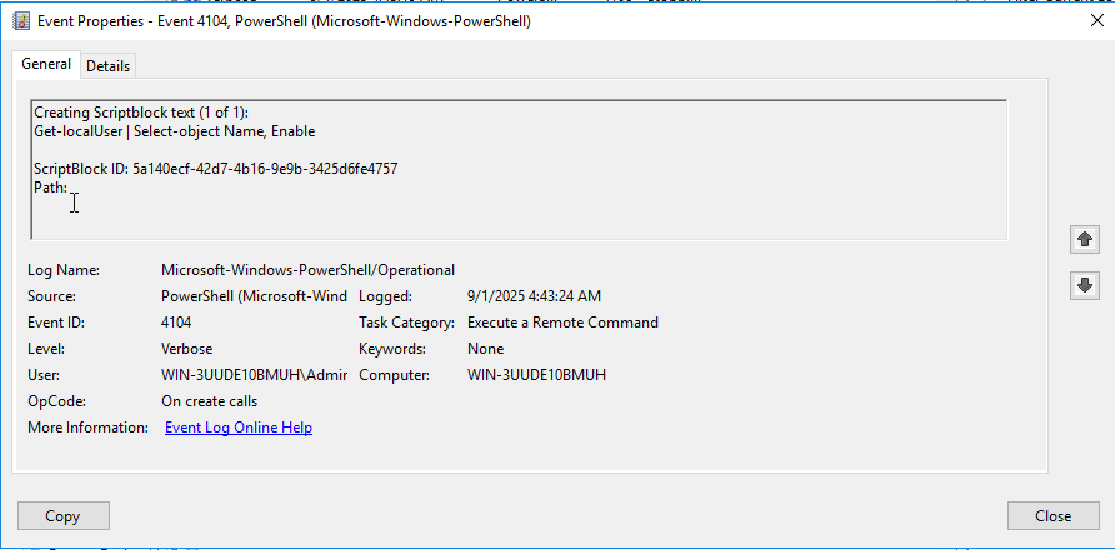 Event Properties - Event 4104, PowerShell (Microsoft-Windows-PowerShell)
General
Details
Creating Scriptblock text (1 of 1):
Get-localUser | Select-object Name, Enable
ScriptBlock ID: 5a140ecf-42d7-4b16-9e9b-3425d6fe4757
Path:
Log Name: Microsoft-Windows-PowerShell/Operational
Source: PowerShell (Microsoft-Wind Logged: 9/1/2025 4:43:24 AM
Event ID: 4104 Task Category: Execute a Remote Command
Level: Verbose Keywords: None
User: WIN-3UUDE10BMUH\Admir Computer: WIN-3UUDE10BMUH
OpCode: On create calls
More Information: Event Log Online Help
Copy
Close